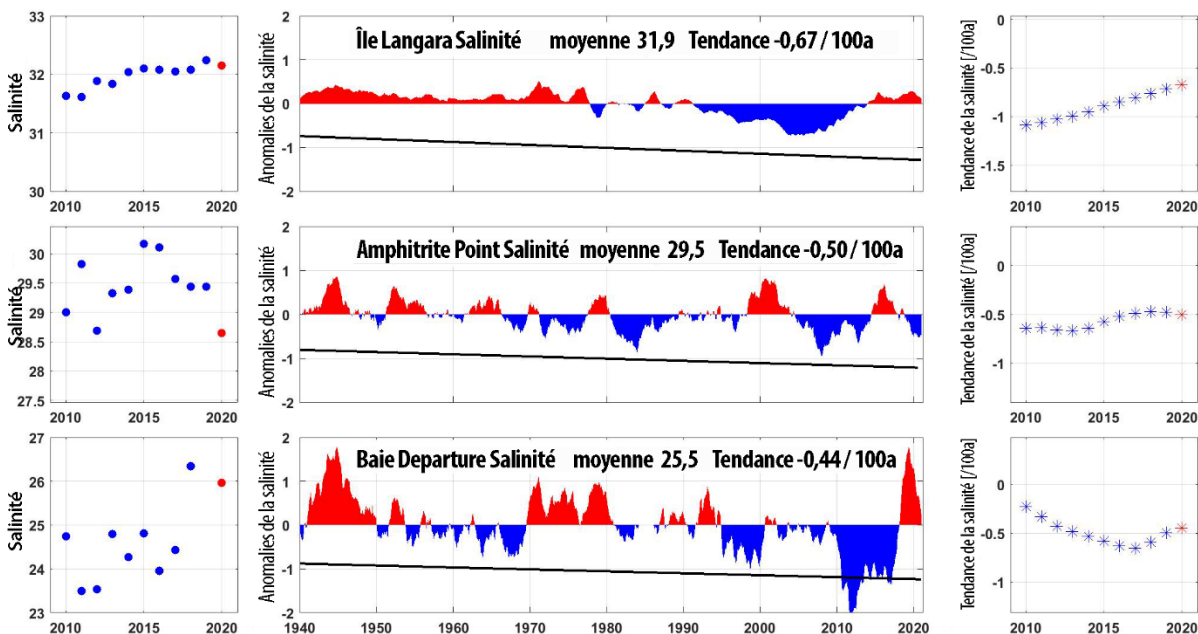 Salinité
33
32
31
30
2010 2015 2020
Île Langara Salinité moyenne 31,9 Tendance -0,67 / 100a
Anomalies de la salinité
2
1
0
-1
-2
Tendance de la salinité [/100a]
0
-0.5
-1
-1.5
2010 2015 2020
Salinité
30
29.5
29
28.5
28
27.5
2010 2015 2020
Amphitrite Point Salinité moyenne 29,5 Tendance -0,50 / 100a
Anomalies de la salinité
2
1
0
-1
-2
Tendance de la salinité [/100a]
0
-0.5
-1
2010 2015 2020
Salinité
27
26
25
24
23
2010 2015 2020
Baie Departure Salinité moyenne 25,5 Tendance -0,44 / 100a
Anomalies de la salinité
2
1
0
-1
-2
1940 1950 1960 1970 1980 1990 2000 2010 2020
Tendance de la salinité [/100a]
0
-0.5
-1
2010 2015 2020